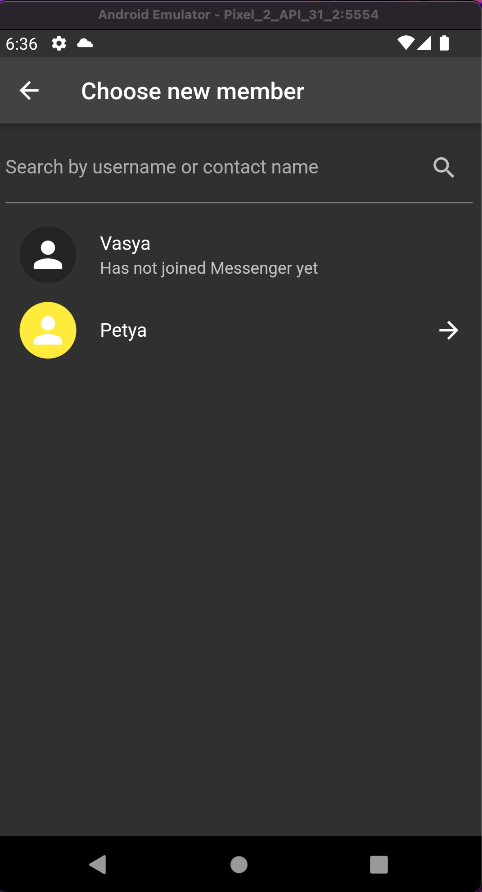 Android Emulator - Pixel_2_API_31_2:5554
6:36
Choose new member
Search by username or contact name
Vasya
Has not joined Messenger yet
Petya